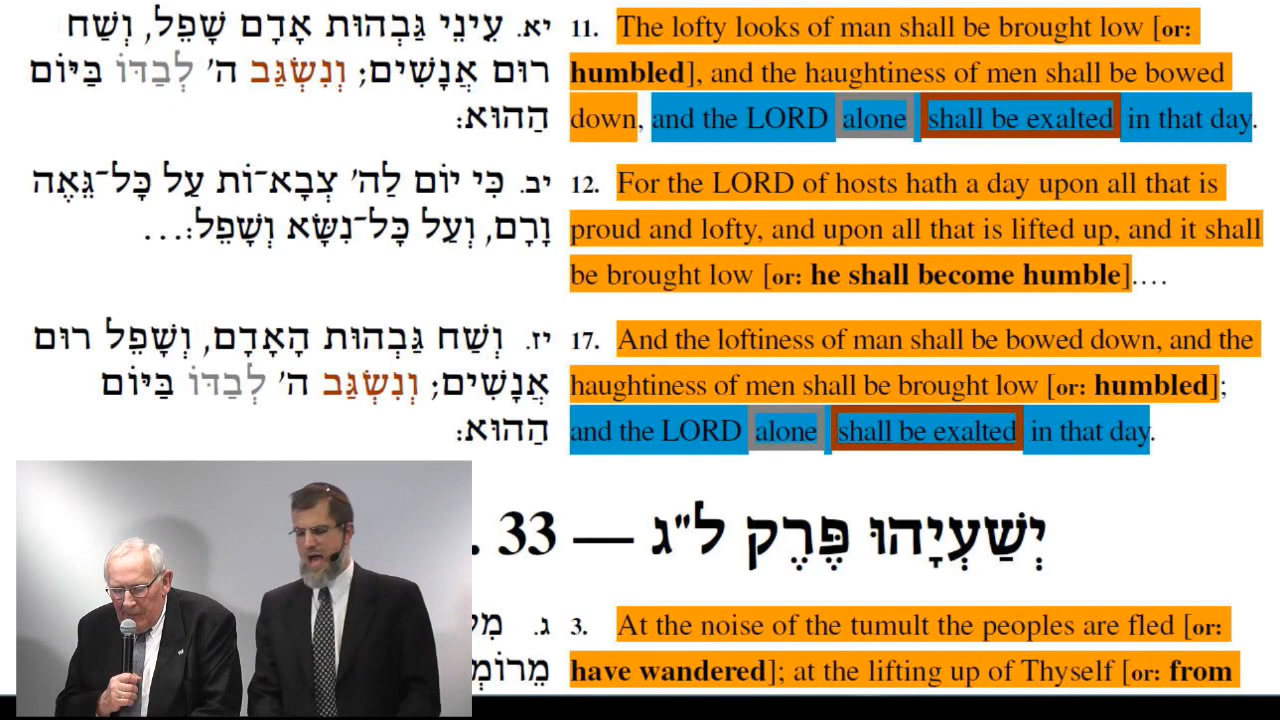 יא. עֵינֵי גַּבְהוּת אָדָם שָׁפֵל, וְשַׁח
רוּם אֲנָשִׁים; וְנִשְׂגַּב ה' לְבַדּוֹ בַּיּוֹם
הַהוּא:
11. The lofty looks of man shall be brought low [or:
humbled], and the haughtiness of men shall be bowed
down, and the LORD alone shall be exalted in that day.
יב. כִּי יוֹם לַה' צְבָא־וֹת עַל כָּל־גֵּאֶה
וָרָם, וְעַל כָּל־נִשָּׂא וְשָׁפֵל:...
12. For the LORD of hosts hath a day upon all that is
proud and lofty, and upon all that is lifted up, and it shall
be brought low [or: he shall become humble]....
יז. וְשַׁח גַּבְהוּת הָאָדָם, וְשָׁפֵל רוּם
אֲנָשִׁים; וְנִשְׂגַּב ה' לְבַדּוֹ בַּיּוֹם
הַהוּא:
17. And the loftiness of man shall be bowed down, and the
haughtiness of men shall be brought low [or: humbled];
and the LORD alone shall be exalted in that day.
. 33 — יְשַׁעְיָהוּ פֶּרֶק ל"ג
ג.
3. At the noise of the tumult the peoples are fled [or:
have wandered]; at the lifting up of Thyself [or: from